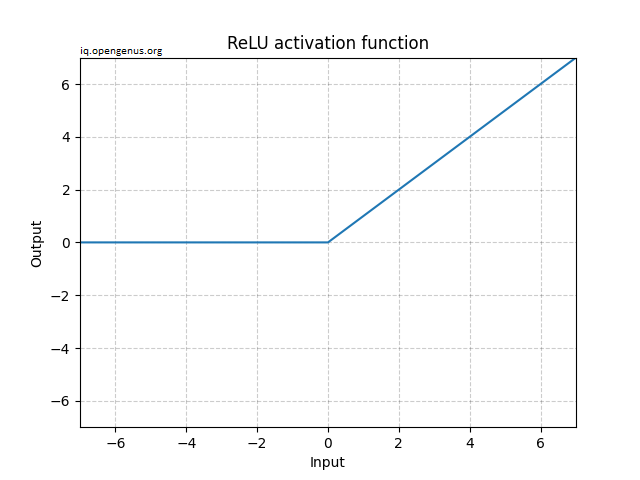 iq.opengenus.org
ReLU activation function
6
4
2
0
−2
−4
−6
Output
−6 −4 −2 0 2 4 6
Input